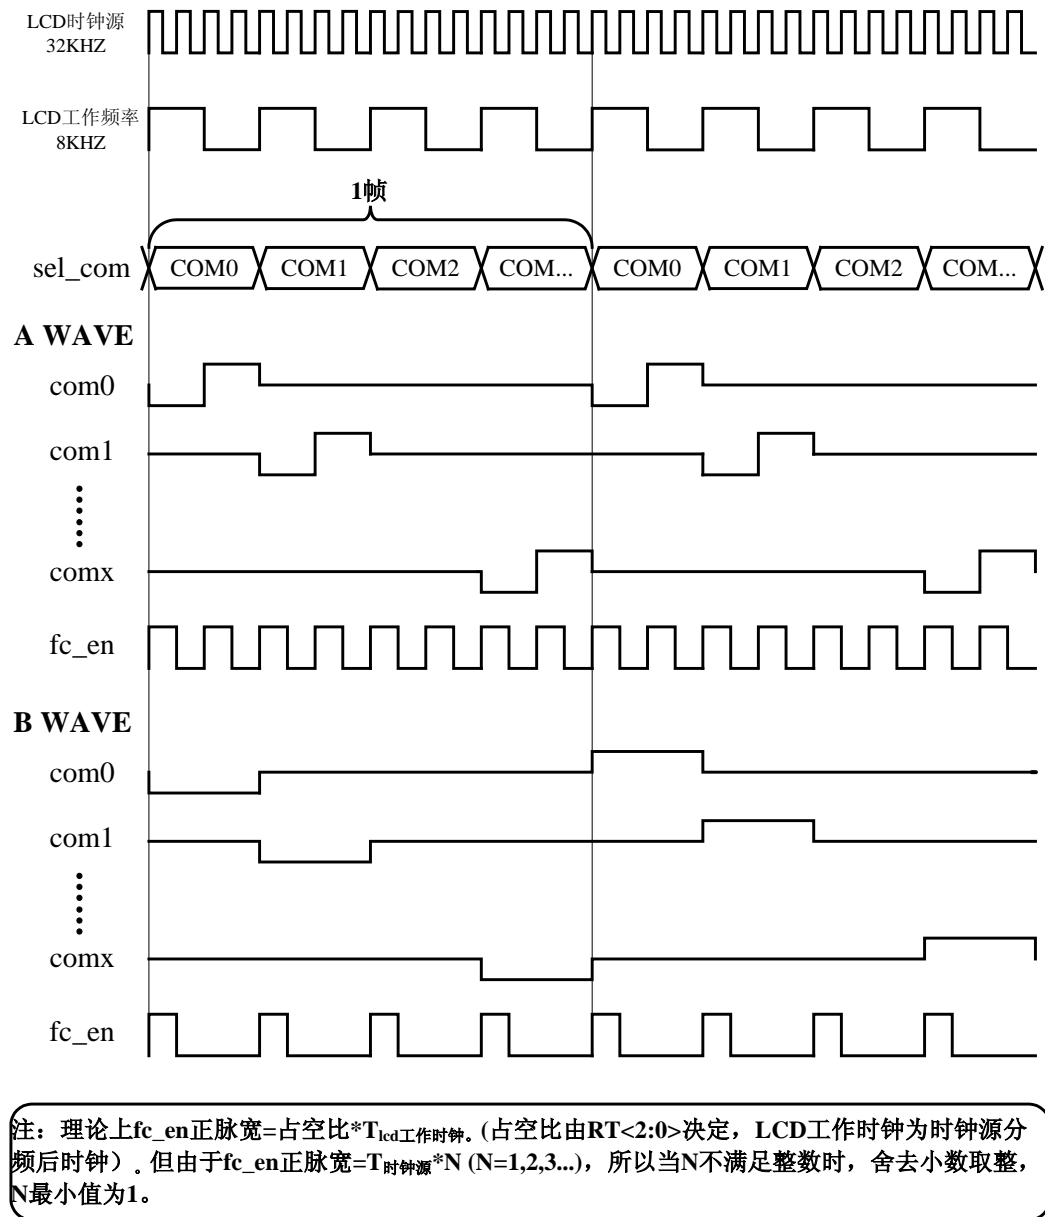 LCD时钟源
32KHZ
LCD工作频率
8KHZ
1帧
sel_com COM0 COM1 COM2 COM... COM0 COM1 COM2 COM...
A WAVE
com0
com1
comx
fc_en
B WAVE
com0
com1
comx
fc_en
注：理论上fc_en正脉宽=占空比*Tlcd工作时钟。(占空比由RT<2:0>决定，LCD工作时钟为时钟源分
频后时钟）。但由于fc_en正脉宽=T时钟源*N (N=1,2,3...)，所以当N不满足整数时，舍去小数取整，
N最小值为1。